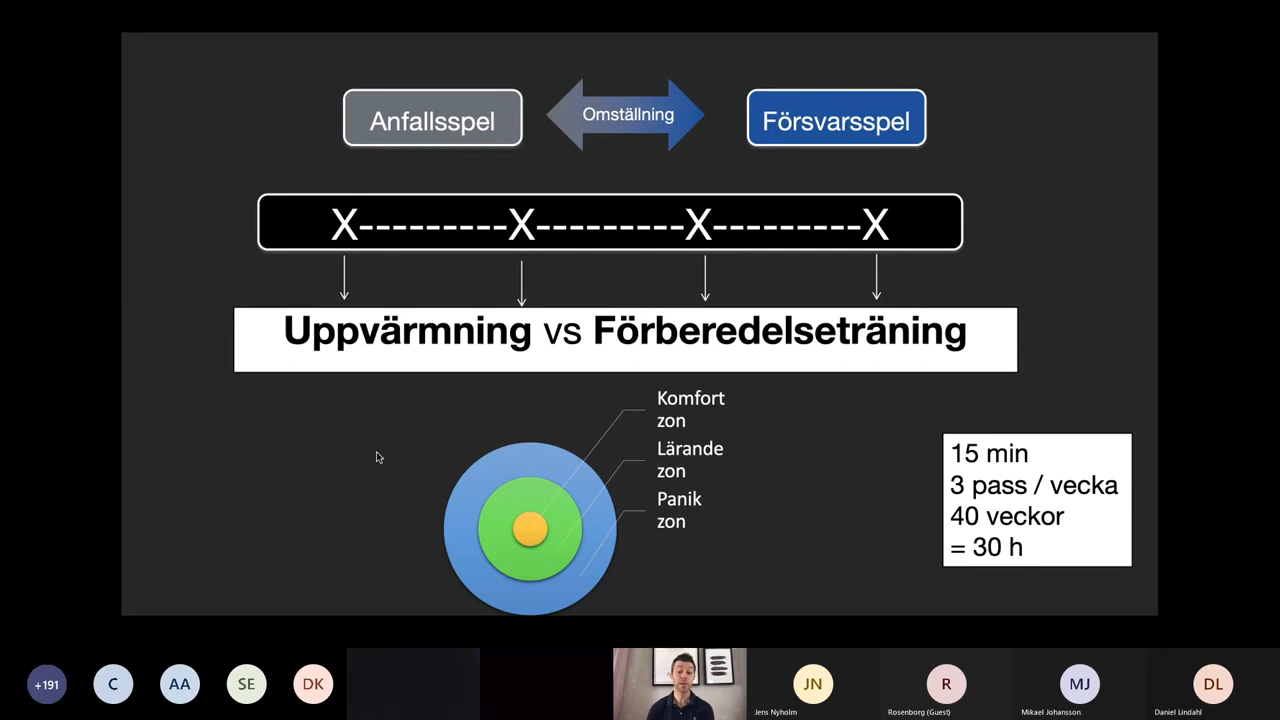 Anfallsspel
Omställning
Försvarsspel
X---------X---------X---------X
Uppvärmning vs Förberedelseträning
Komfort
zon
Lärande
zon
Panik
zon
15 min
3 pass / vecka
40 veckor
= 30 h
+191
C
AA
SE
DK
JN
R
MJ
DL
Jens Nyholm
Rosenborg (Guest)
Mikael Johansson
Daniel Lindahl